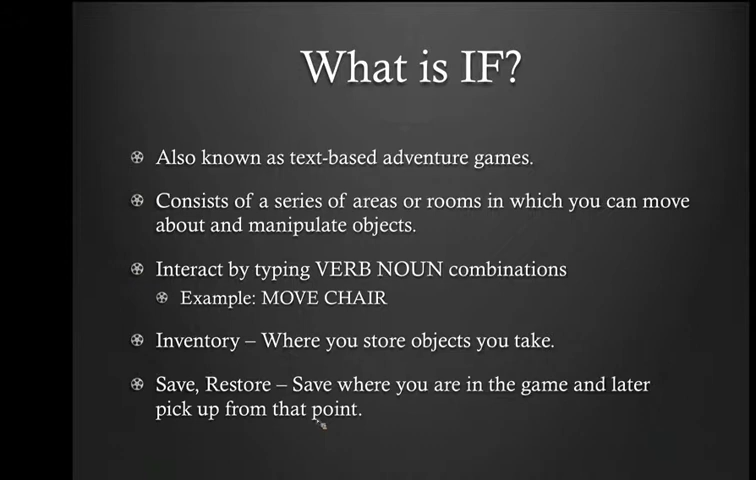 What is IF?
Also known as text-based adventure games.
Consists of a series of areas or rooms in which you can move
about and manipulate objects.
Interact by typing VERB NOUN combinations
Example: MOVE CHAIR
Inventory – Where you store objects you take.
Save, Restore – Save where you are in the game and later
pick up from that point.